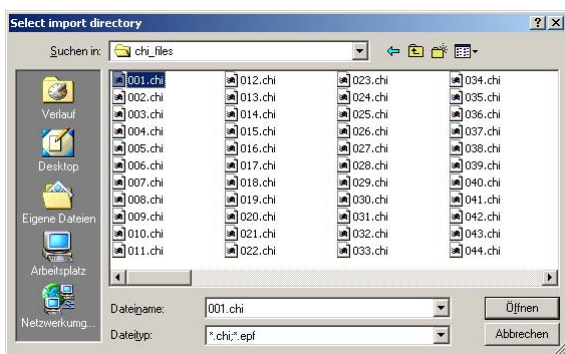 Select import directory
Suchen in: chi_files
001.chi 012.chi 023.chi 034.chi
002.chi 013.chi 024.chi 035.chi
003.chi 014.chi 025.chi 036.chi
004.chi 015.chi 026.chi 037.chi
005.chi 016.chi 027.chi 038.chi
006.chi 017.chi 028.chi 039.chi
007.chi 018.chi 029.chi 040.chi
008.chi 019.chi 030.chi 041.chi
009.chi 020.chi 031.chi 042.chi
010.chi 021.chi 032.chi 043.chi
011.chi 022.chi 033.chi 044.chi
Verlauf
Desktop
Eigene Dateien
Arbeitsplatz
Netzwerkumg...
Dateiname: 001.chi Öffnen
Dateityp: *.chi;*.epf Abbrechen